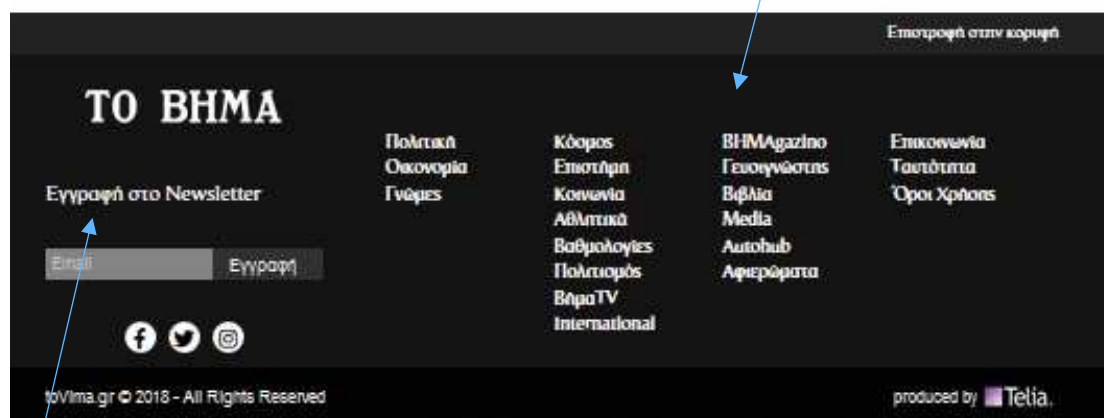 Επιστροφή στην κορυφή
ΤΟ ΒΗΜΑ
Εγγραφή στο Newsletter
Email
Εγγραφή
Πολιτική
Οικονομία
Γνώμες
Κόσμος
Επιστήμη
Κοινωνία
Αθλητικά
Βαθμολογίες
Πολιτισμός
ΒήμαTV
International
BHMAgazino
Γευσιγνώστης
Βιβλία
Media
Autohub
Αφιερώματα
Επικοινωνία
Ταυτότητα
Όροι Χρήσης
toVima.gr © 2018 - All Rights Reserved
produced by Telia.